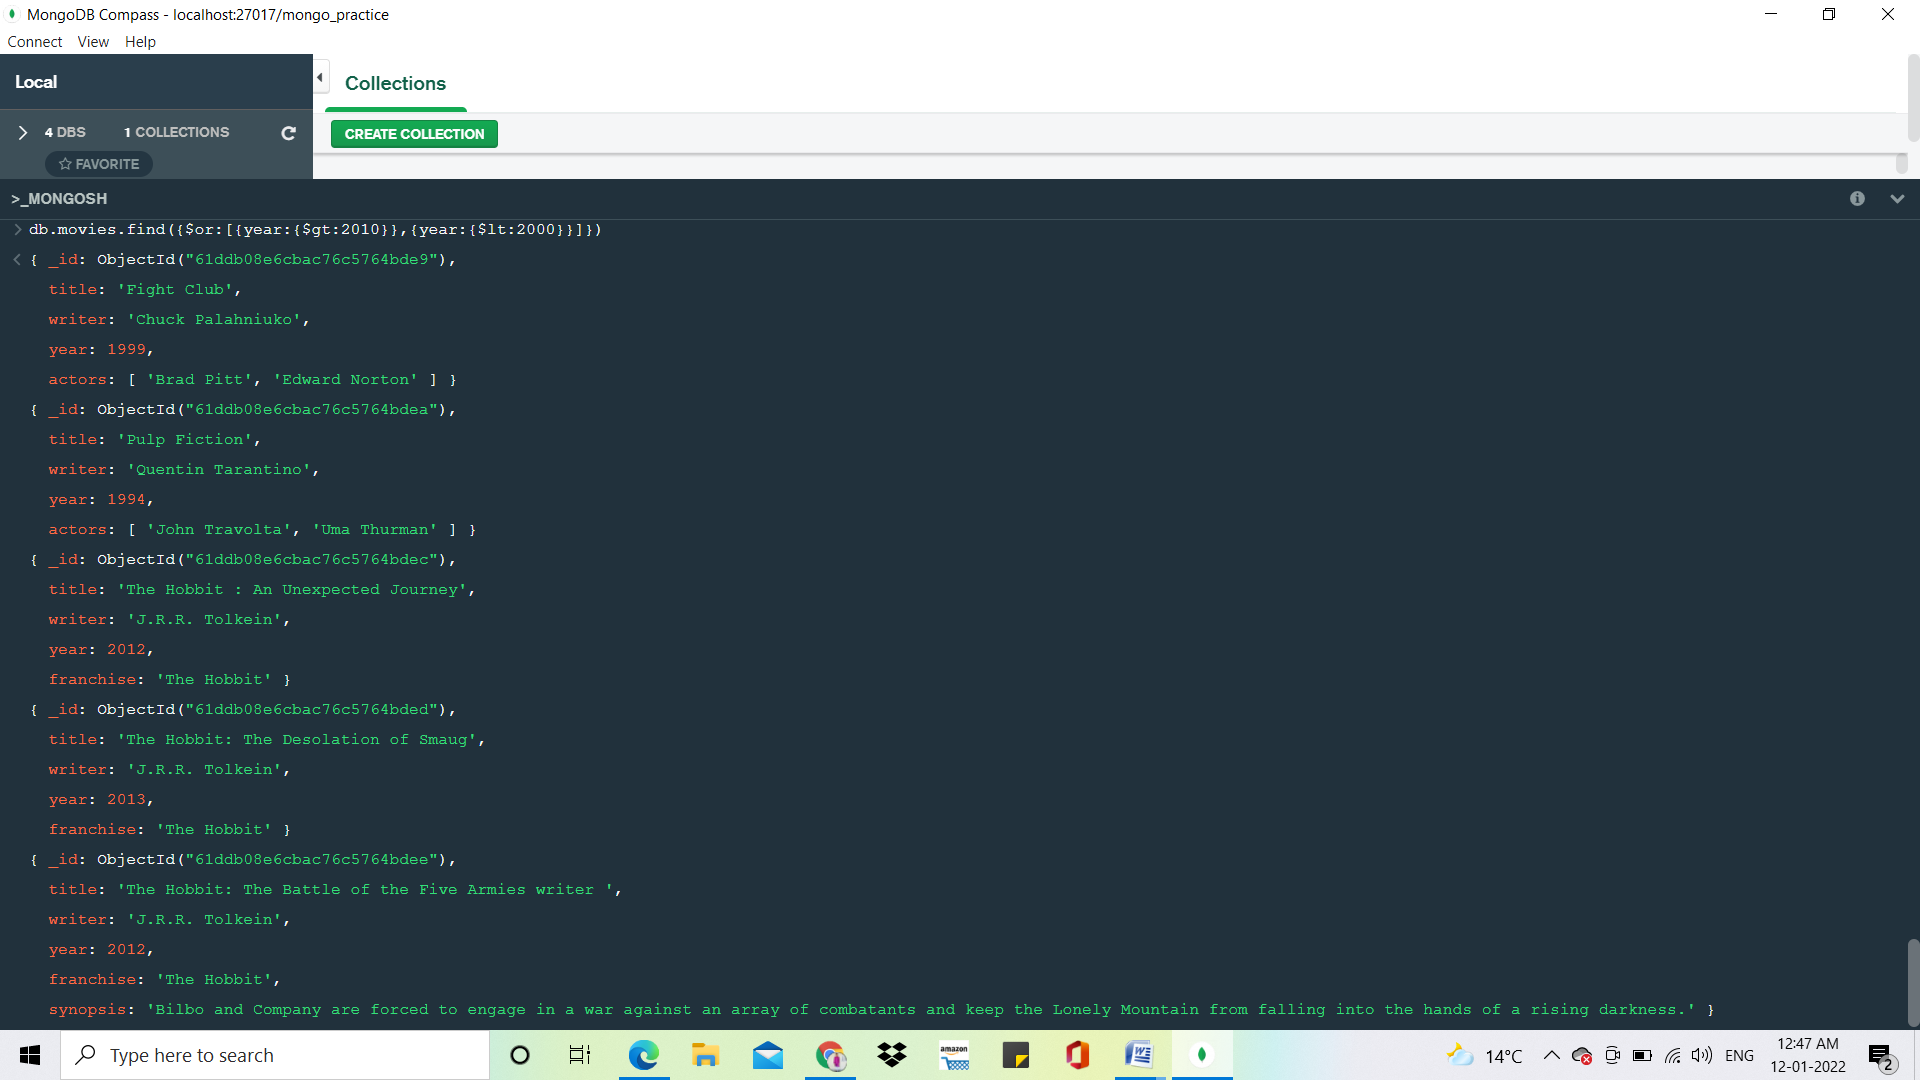 MongoDB Compass - localhost:27017/mongo_practice
Connect View Help
Local
Collections
4 DBS 1 COLLECTIONS
CREATE COLLECTION
FAVORITE
>_MONGOSH
> db.movies.find({$or:[{year:{$gt:2010}},{year:{$lt:2000}}]})
< { _id: ObjectId("61ddb08e6cbac76c5764bde9"),
title: 'Fight Club',
writer: 'Chuck Palahniuko',
year: 1999,
actors: [ 'Brad Pitt', 'Edward Norton' ] }
{ _id: ObjectId("61ddb08e6cbac76c5764bdea"),
title: 'Pulp Fiction',
writer: 'Quentin Tarantino',
year: 1994,
actors: [ 'John Travolta', 'Uma Thurman' ] }
{ _id: ObjectId("61ddb08e6cbac76c5764bdec"),
title: 'The Hobbit : An Unexpected Journey',
writer: 'J.R.R. Tolkein',
year: 2012,
franchise: 'The Hobbit' }
{ _id: ObjectId("61ddb08e6cbac76c5764bded"),
title: 'The Hobbit: The Desolation of Smaug',
writer: 'J.R.R. Tolkein',
year: 2013,
franchise: 'The Hobbit' }
{ _id: ObjectId("61ddb08e6cbac76c5764bdee"),
title: 'The Hobbit: The Battle of the Five Armies writer ',
writer: 'J.R.R. Tolkein',
year: 2012,
franchise: 'The Hobbit',
synopsis: 'Bilbo and Company are forced to engage in a war against an array of combatants and keep the Lonely Mountain from falling into the hands of a rising darkness.' }
Type here to search
amazon
14°C
ENG
12:47 AM
12-01-2022
2